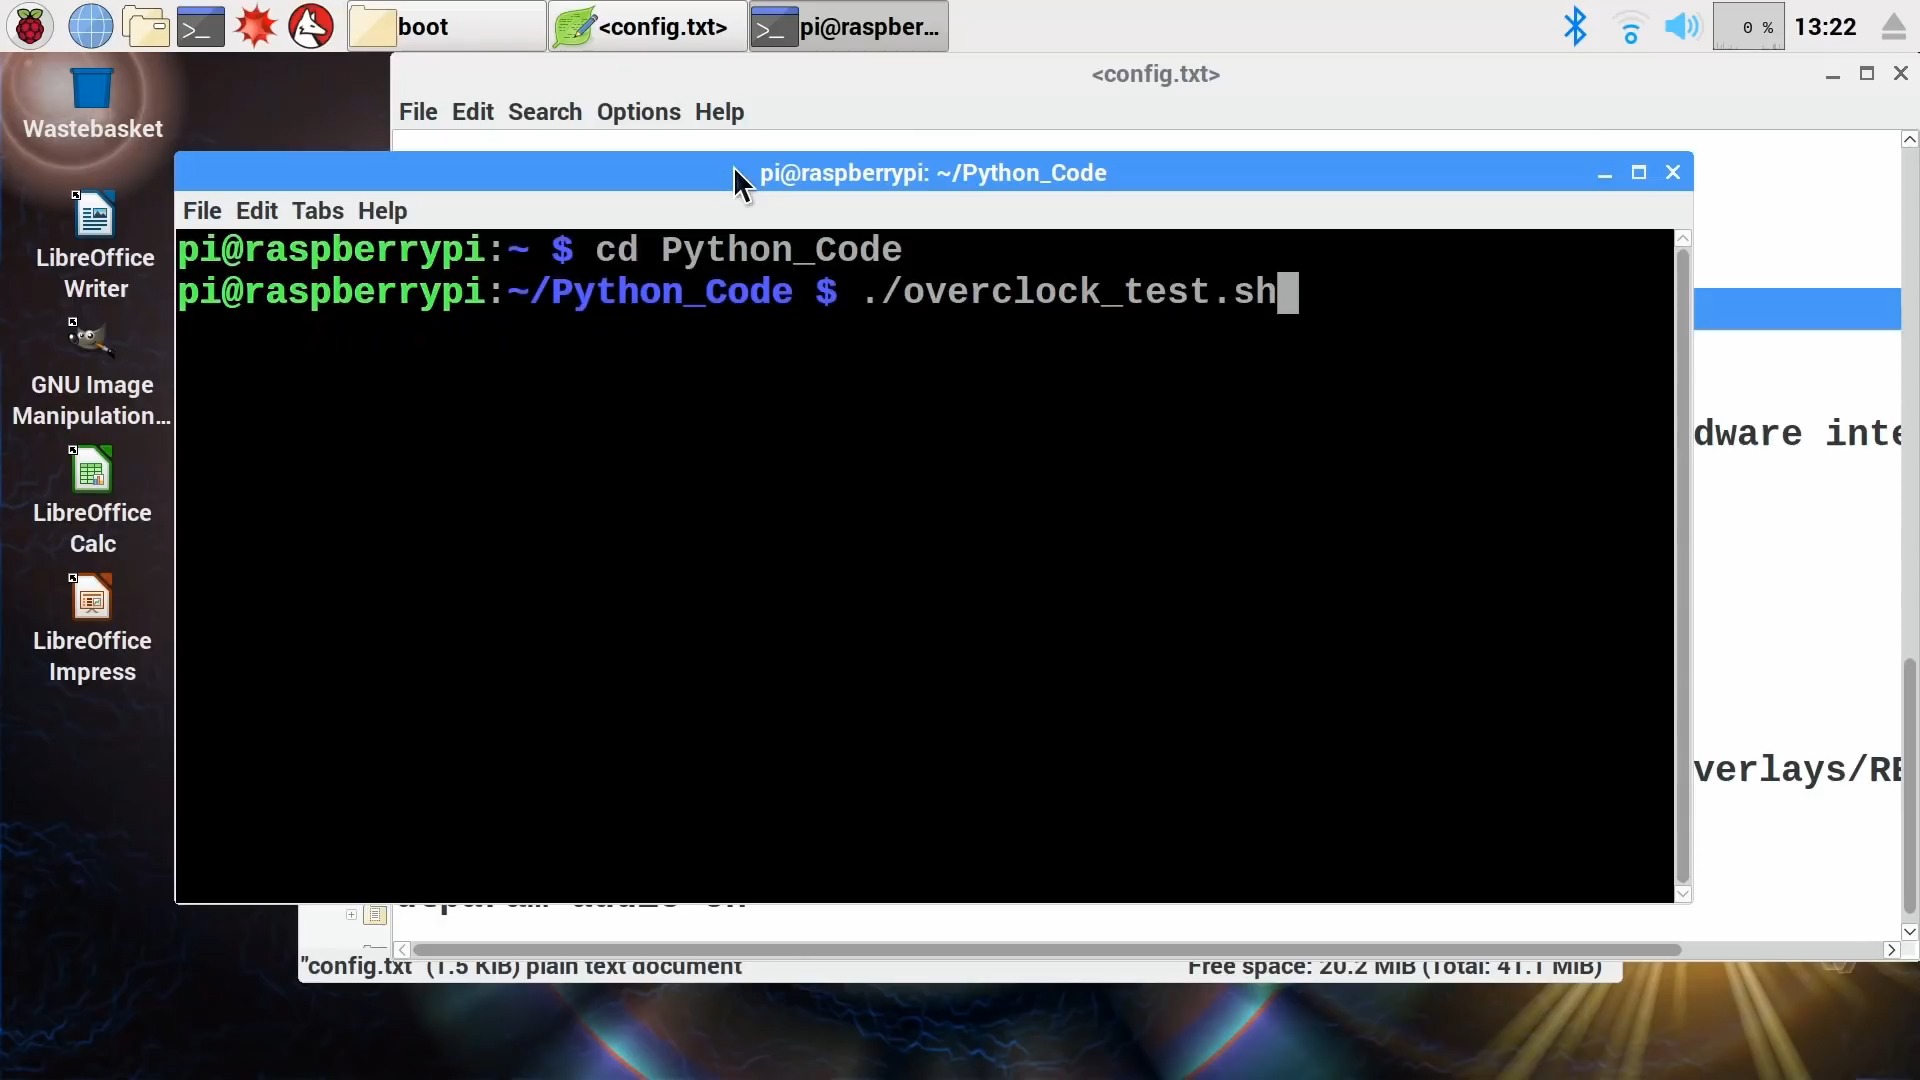 boot
<config.txt>
pi@raspber...
0 %
13:22
<config.txt>
File Edit Search Options Help
Wastebasket
pi@raspberrypi: ~/Python_Code
File Edit Tabs Help
pi@raspberrypi:~ $ cd Python_Code
pi@raspberrypi:~/Python_Code $ ./overclock_test.sh
LibreOffice
Writer
GNU Image
Manipulation...
LibreOffice
Calc
LibreOffice
Impress
dware inte
verlays/RE
"config.txt" (1.5 KiB) plain text document
Free space: 20.2 MiB (Total: 41.1 MiB)